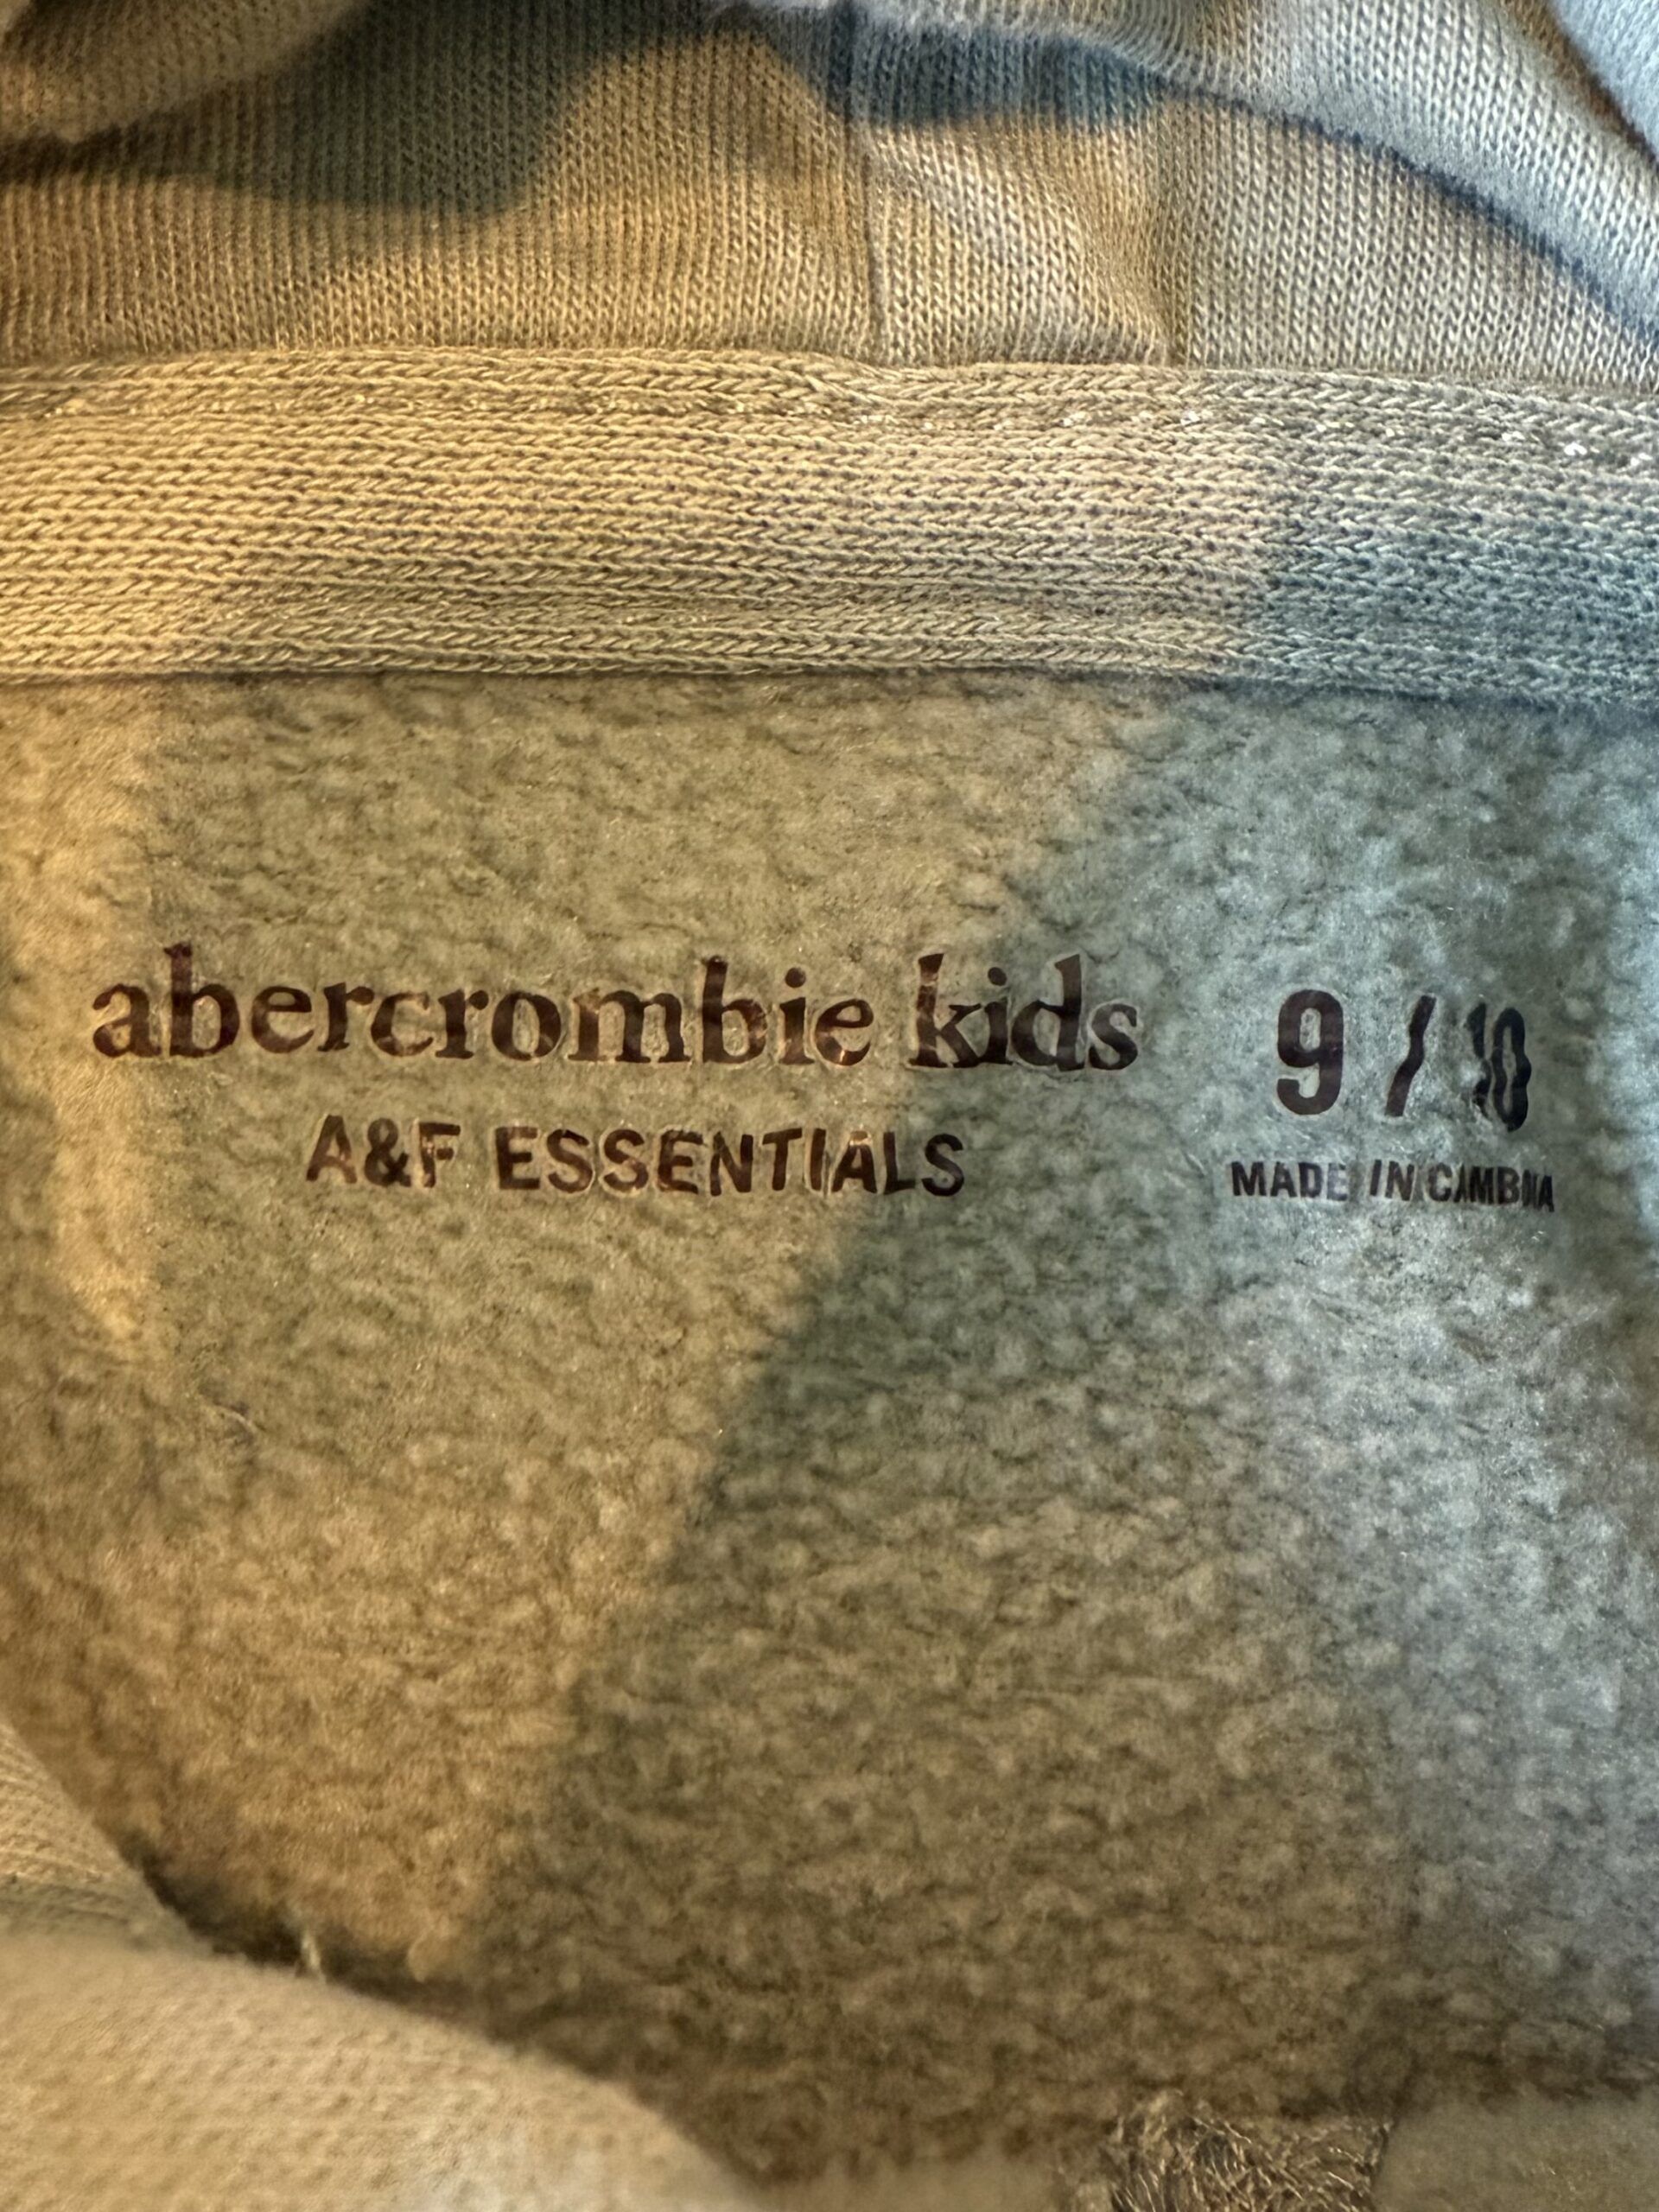 abercrombie kids
A&F ESSENTIALS
9 / 10
MADE IN CAMBODIA